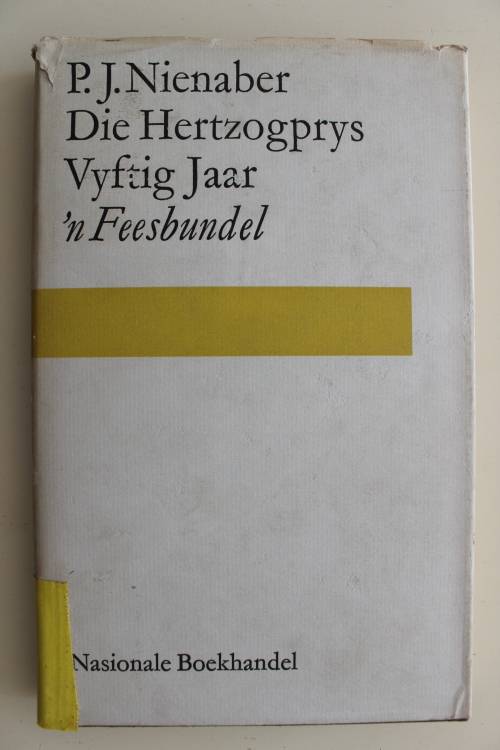 P. J. Nienaber
Die Hertzogprys
Vyftig Jaar
'n Feesbundel
Nasionale Boekhandel